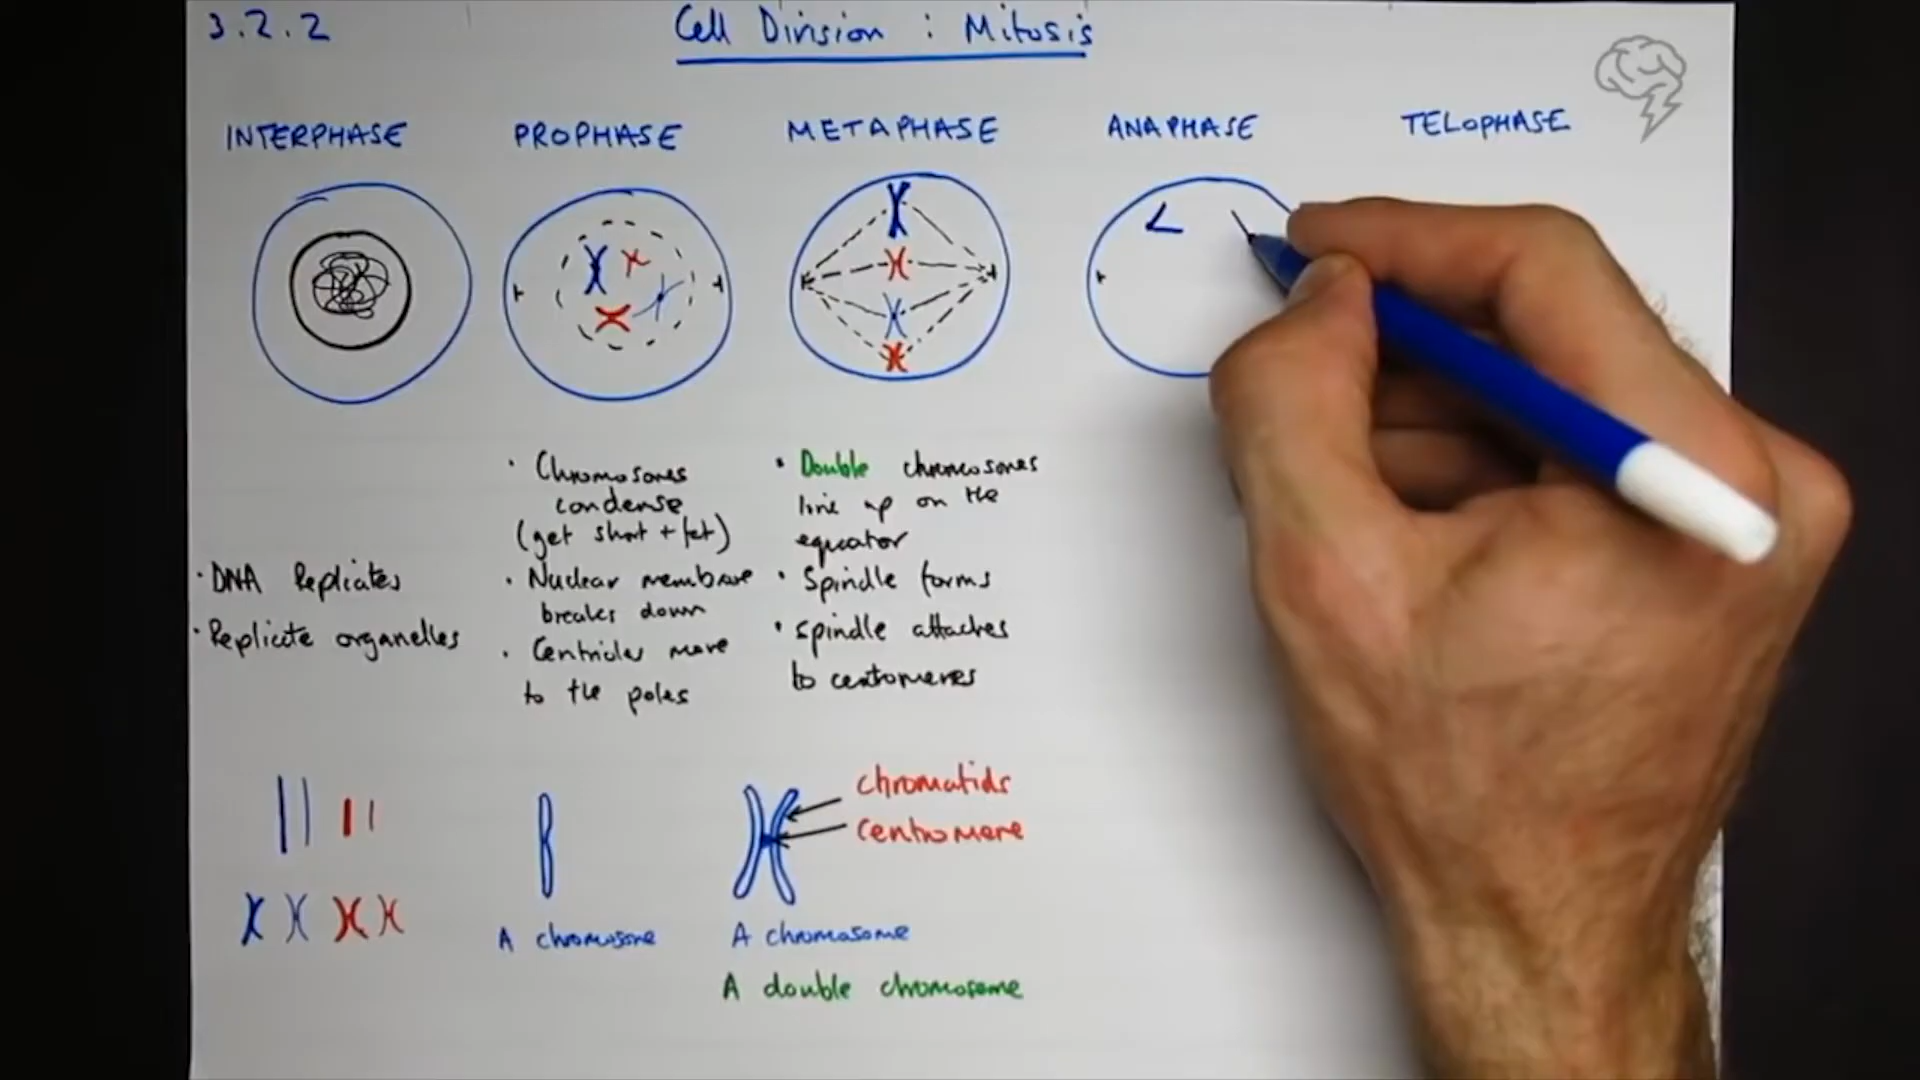 3.2.2
Cell Division : Mitosis
INTERPHASE
PROPHASE
METAPHASE
ANAPHASE
TELOPHASE
· DNA Replicates
· Replicate organelles
· Chromosomes
condense
(get short + fat)
· Nuclear membrane
breaks down
· Centrioles move
to the poles
· Double chromosomes
line up on the
equator
· Spindle forms
· Spindle attaches
to centomeres
chromatids
centromere
A chromosome
A chromosome
A double chromosome